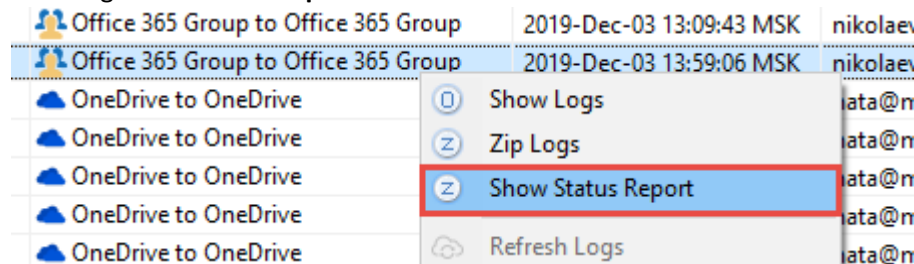 Office 365 Group to Office 365 Group 2019-Dec-03 13:09:43 MSK
Office 365 Group to Office 365 Group 2019-Dec-03 13:59:06 MSK
OneDrive to OneDrive Show Logs
OneDrive to OneDrive Zip Logs
OneDrive to OneDrive Show Status Report
OneDrive to OneDrive
OneDrive to OneDrive Refresh Logs